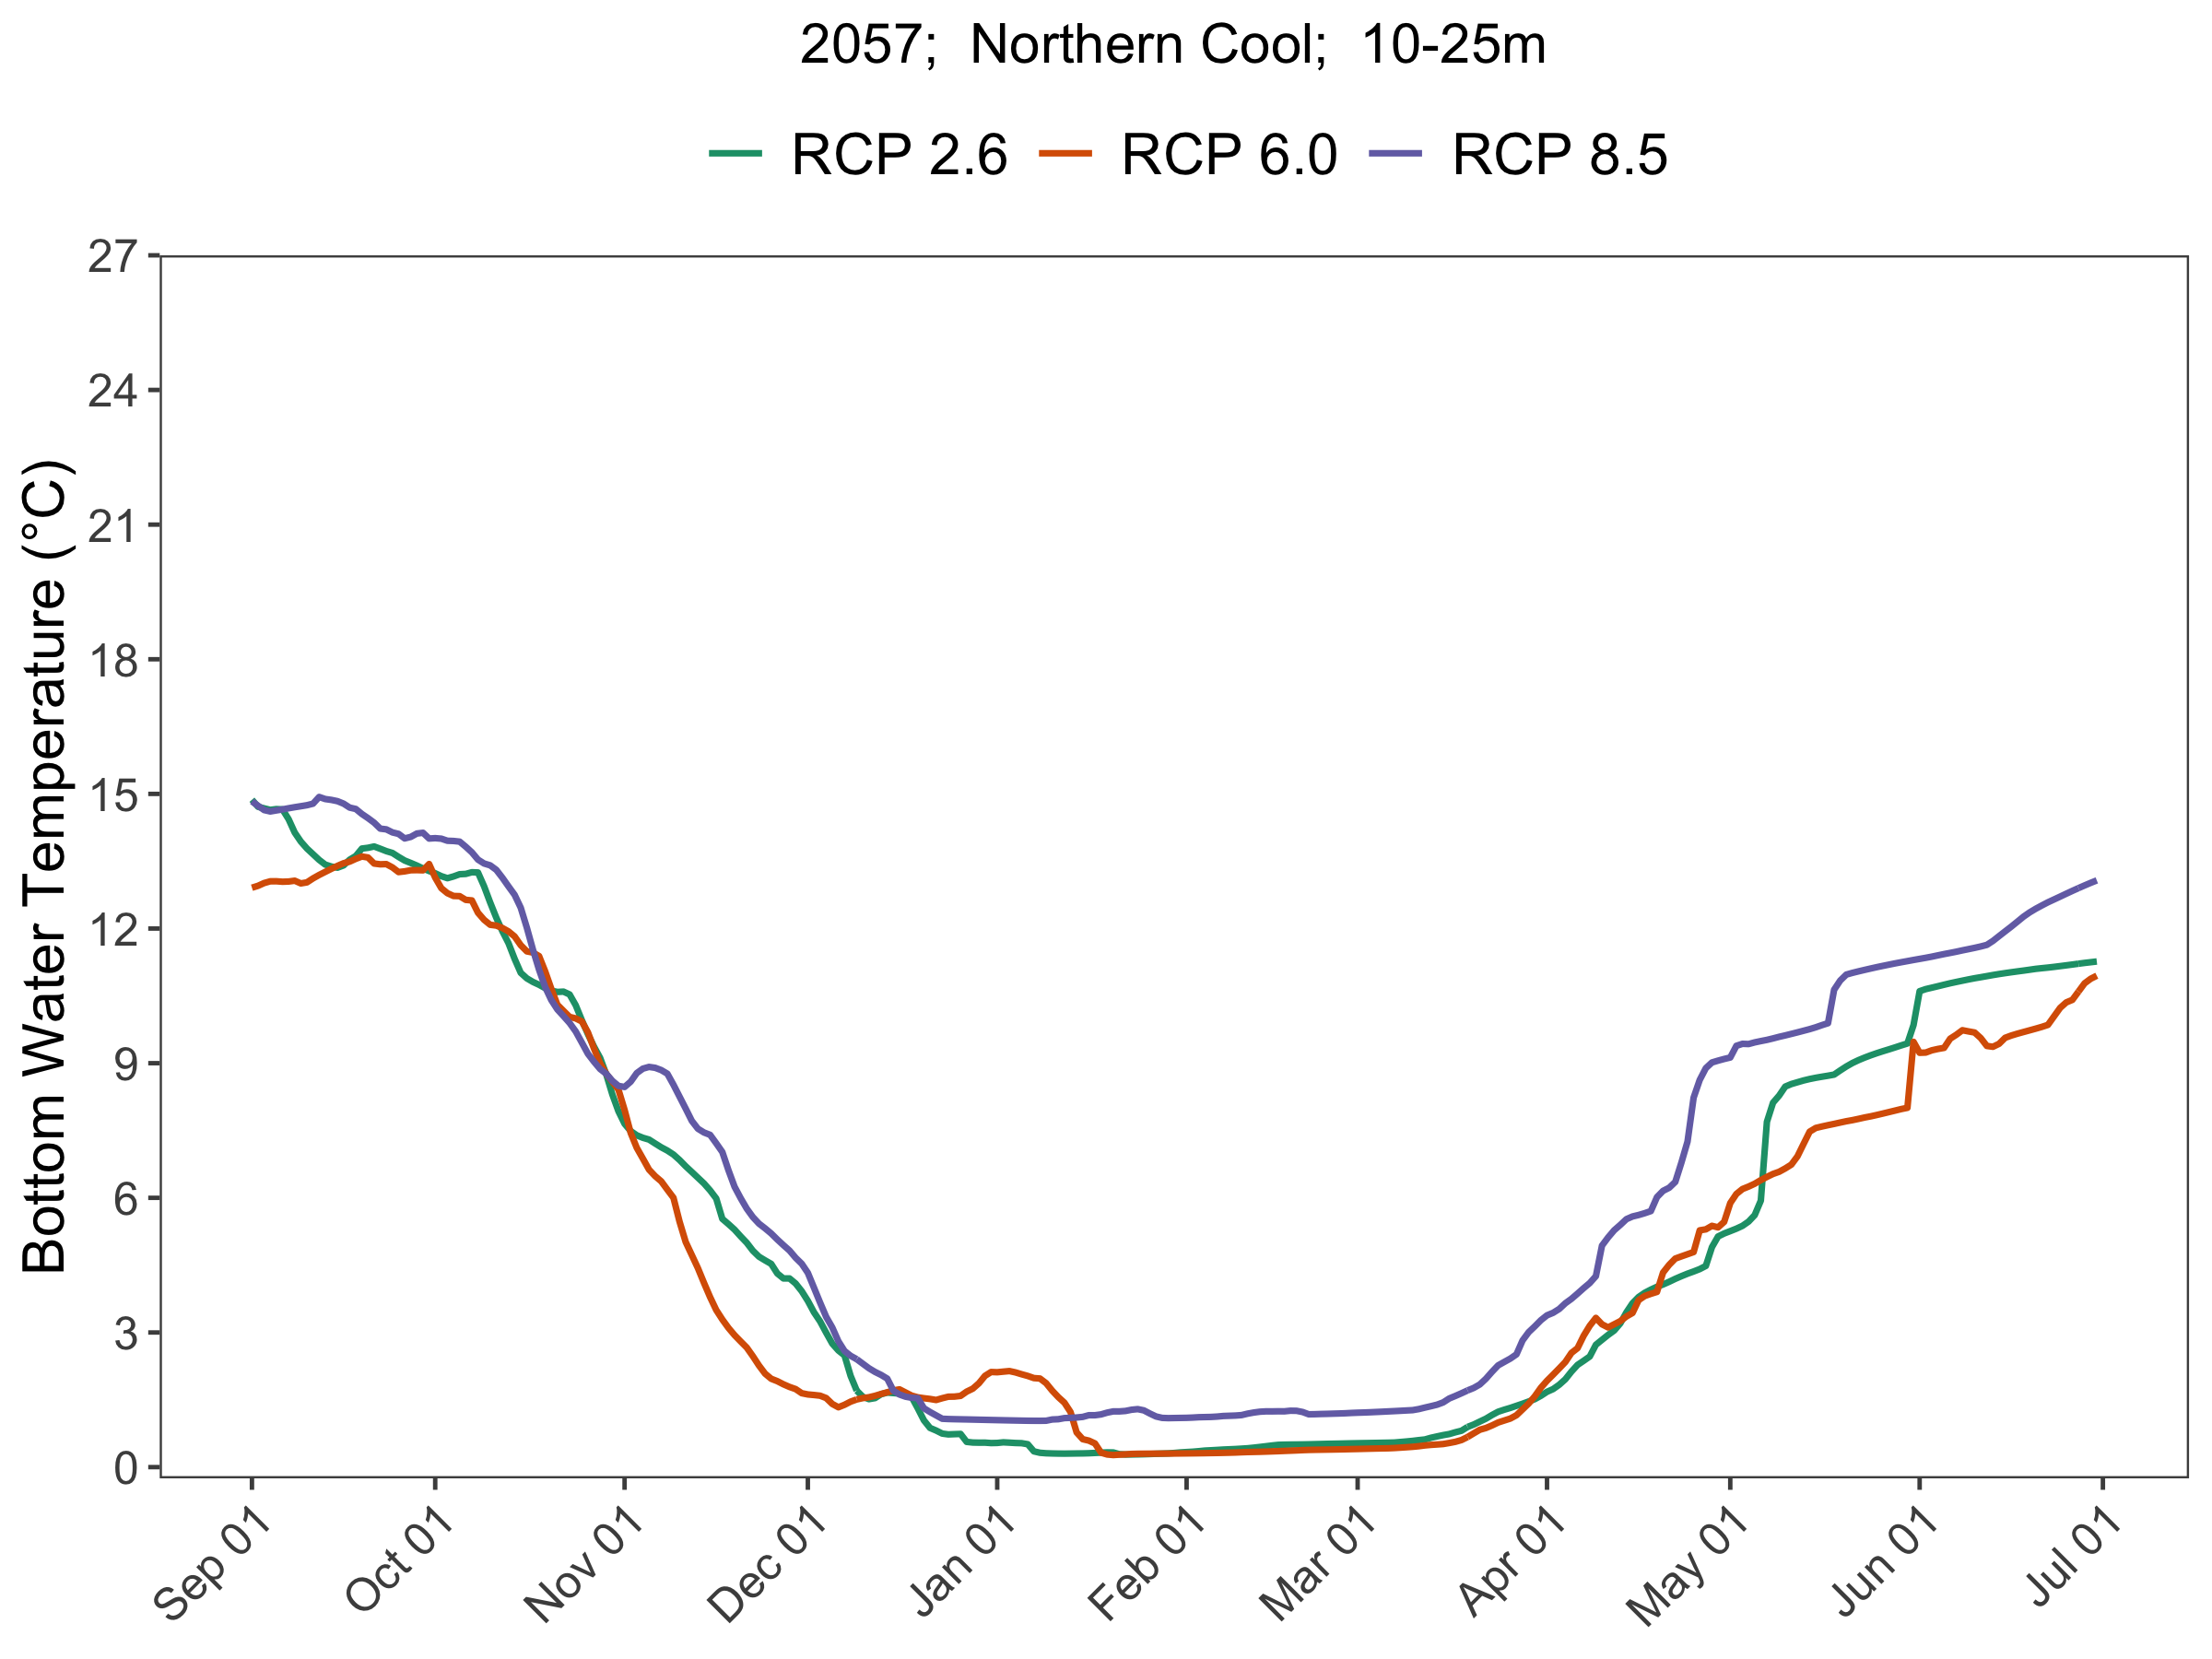 2057;  Northern Cool;  10-25m
RCP 2.6 RCP 6.0 RCP 8.5
Bottom Water Temperature (°C)
27
24
21
18
15
12
9
6
3
0
Sep 01 Oct 01 Nov 01 Dec 01 Jan 01 Feb 01 Mar 01 Apr 01 May 01 Jun 01 Jul 01